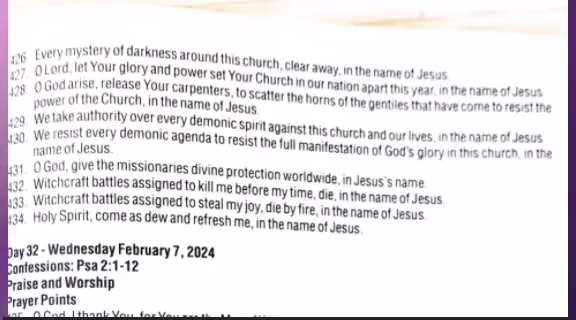 426 Every mystery of darkness around this church, clear away, in the name of Jesus.
427 O Lord, let Your glory and power set Your Church in our nation apart this year, in the name of Jesus
428 O God arise, release Your carpenters, to scatter the horns of the gentiles that have come to resist the
power of the Church, in the name of Jesus.
429 We take authority over every demonic spirit against this church and our lives, in the name of Jesus
430. We resist every demonic agenda to resist the full manifestation of God's glory in this church, in the
name of Jesus.
431. O God, give the missionaries divine protection worldwide, in Jesus's name.
432. Witchcraft battles assigned to kill me before my time, die, in the name of Jesus
433. Witchcraft battles assigned to steal my joy, die by fire, in the name of Jesus.
434. Holy Spirit, come as dew and refresh me, in the name of Jesus.
Day 32 - Wednesday February 7, 2024
Confessions: Psa 2:1-12
Praise and Worship
Prayer Points
O God, I thank You, for You are the